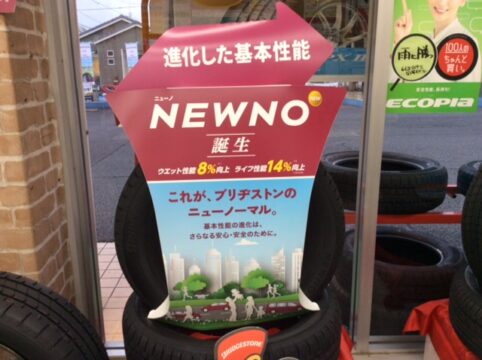 進化した基本性能
ニューノ
NEWNO
誕生
ウエット性能8%向上 ライフ性能14%向上
これが、ブリヂストンの
ニューノーマル。
基本性能の進化は、
さらなる安心・安全のために。
BRIDGESTONE
雨に勝つ
100人の
ちゃんと
買い。
ECOPIA